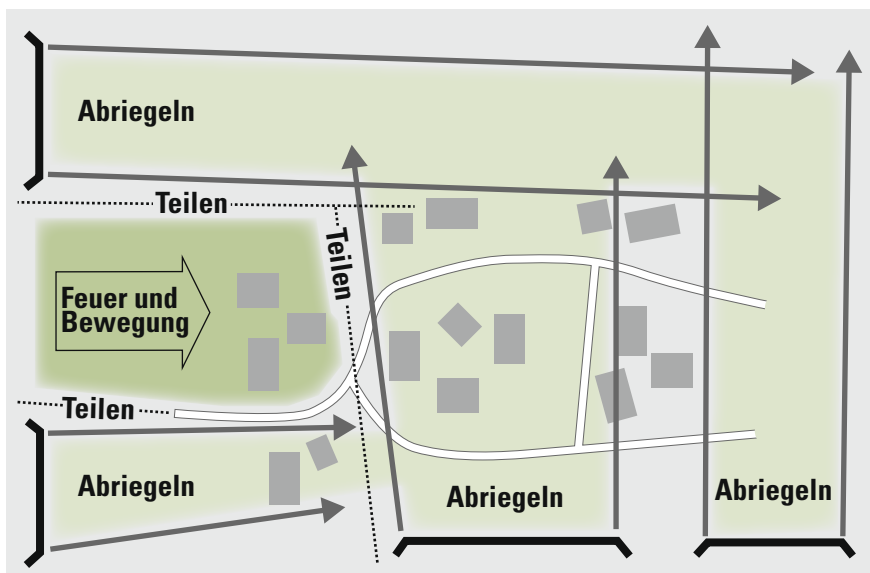 Abriegeln
Teilen
Teilen
Feuer und
Bewegung
Teilen
Abriegeln
Abriegeln
Abriegeln